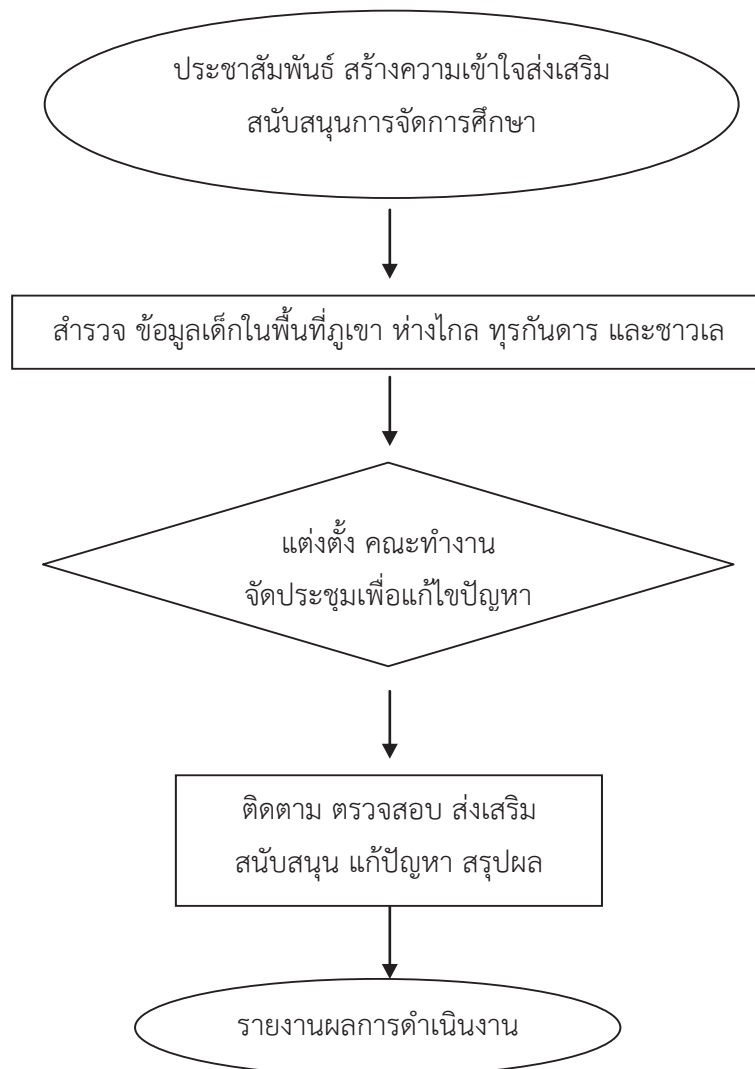 ประชาสัมพันธ์ สร้างความเข้าใจส่งเสริม
สนับสนุนการจัดการศึกษา
สำรวจ ข้อมูลเด็กในพื้นที่ภูเขา ห่างไกล ทุรกันดาร และชาวเล
แต่งตั้ง คณะทำงาน
จัดประชุมเพื่อแก้ไขปัญหา
ติดตาม ตรวจสอบ ส่งเสริม
สนับสนุน แก้ปัญหา สรุปผล
รายงานผลการดำเนินงาน